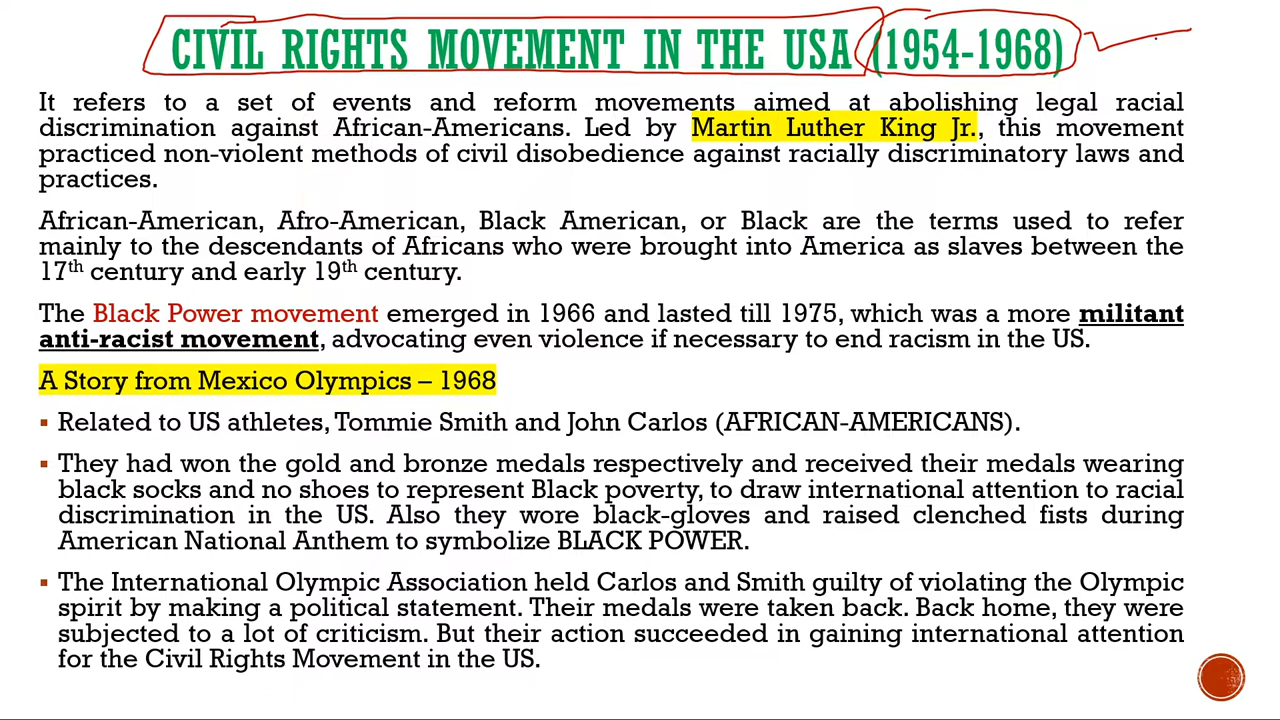 CIVIL RIGHTS MOVEMENT IN THE USA (1954-1968)
It refers to a set of events and reform movements aimed at abolishing legal racial
discrimination against African-Americans. Led by Martin Luther King Jr., this movement
practiced non-violent methods of civil disobedience against racially discriminatory laws and
practices.
African-American, Afro-American, Black American, or Black are the terms used to refer
mainly to the descendants of Africans who were brought into America as slaves between the
17th century and early 19th century.
The Black Power movement emerged in 1966 and lasted till 1975, which was a more militant
anti-racist movement, advocating even violence if necessary to end racism in the US.
A Story from Mexico Olympics – 1968
▪ Related to US athletes, Tommie Smith and John Carlos (AFRICAN-AMERICANS).
▪ They had won the gold and bronze medals respectively and received their medals wearing
black socks and no shoes to represent Black poverty, to draw international attention to racial
discrimination in the US. Also they wore black-gloves and raised clenched fists during
American National Anthem to symbolize BLACK POWER.
▪ The International Olympic Association held Carlos and Smith guilty of violating the Olympic
spirit by making a political statement. Their medals were taken back. Back home, they were
subjected to a lot of criticism. But their action succeeded in gaining international attention
for the Civil Rights Movement in the US.